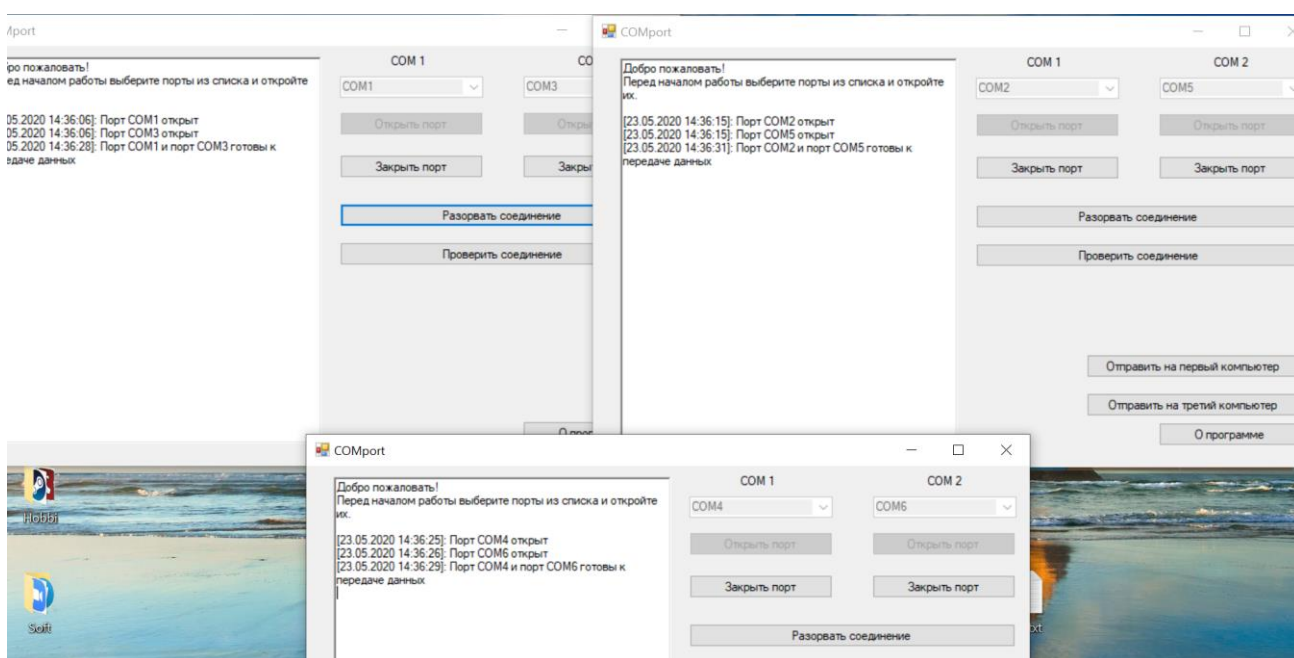 COMport
COM 1
COM1
COM3
Открыть порт
Закрыть порт
Разорвать соединение
Проверить соединение
пожаловать!
началом работы выберите порты из списка и откройте
05.2020 14:36:06]: Порт COM1 открыт
05.2020 14:36:06]: Порт COM3 открыт
05.2020 14:36:28]: Порт COM1 и порт COM3 готовы к
данных
COMport
Добро пожаловать!
Перед началом работы выберите порты из списка и откройте
их.
[23.05.2020 14:36:15]: Порт COM2 открыт
[23.05.2020 14:36:15]: Порт COM5 открыт
[23.05.2020 14:36:31]: Порт COM2 и порт COM5 готовы к
передаче данных
COM 1
COM 2
COM2
COM5
Открыть порт
Открыть порт
Закрыть порт
Закрыть порт
Разорвать соединение
Проверить соединение
Отправить на первый компьютер
Отправить на третий компьютер
О программе
COMport
Добро пожаловать!
Перед началом работы выберите порты из списка и откройте
их.
[23.05.2020 14:36:25]: Порт COM4 открыт
[23.05.2020 14:36:26]: Порт COM6 открыт
[23.05.2020 14:36:29]: Порт COM4 и порт COM6 готовы к
передаче данных
COM 1
COM 2
COM4
COM6
Открыть порт
Открыть порт
Закрыть порт
Закрыть порт
Разорвать соединение
Hobbi
Soft